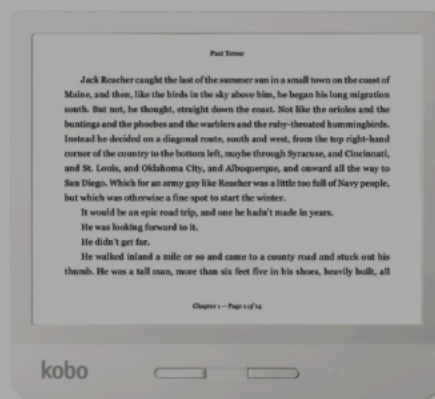 Past Tense
Jack Reacher caught the last of the summer sun in a small town on the coast of
Maine, and then, like the birds in the sky above him, he began his long migration
south. But not, he thought, straight down the coast. Not like the orioles and the
buntings and the phoebes and the warblers and the ruby-throated hummingbirds.
Instead he decided on a diagonal route, south and west, from the top right-hand
corner of the country to the bottom left, maybe through Syracuse, and Cincinnati,
and St. Louis, and Oklahoma City, and Albuquerque, and onward all the way to
San Diego. Which for an army guy like Reacher was a little too full of Navy people,
but which was otherwise a fine spot to start the winter.
It would be an epic road trip, and one he hadn't made in years.
He was looking forward to it.
He didn't get far.
He walked inland a mile or so and came to a county road and stuck out his
thumb. He was a tall man, more than six feet five in his shoes, heavily built, all
Chapter 1 – Page 1 of 14
kobo